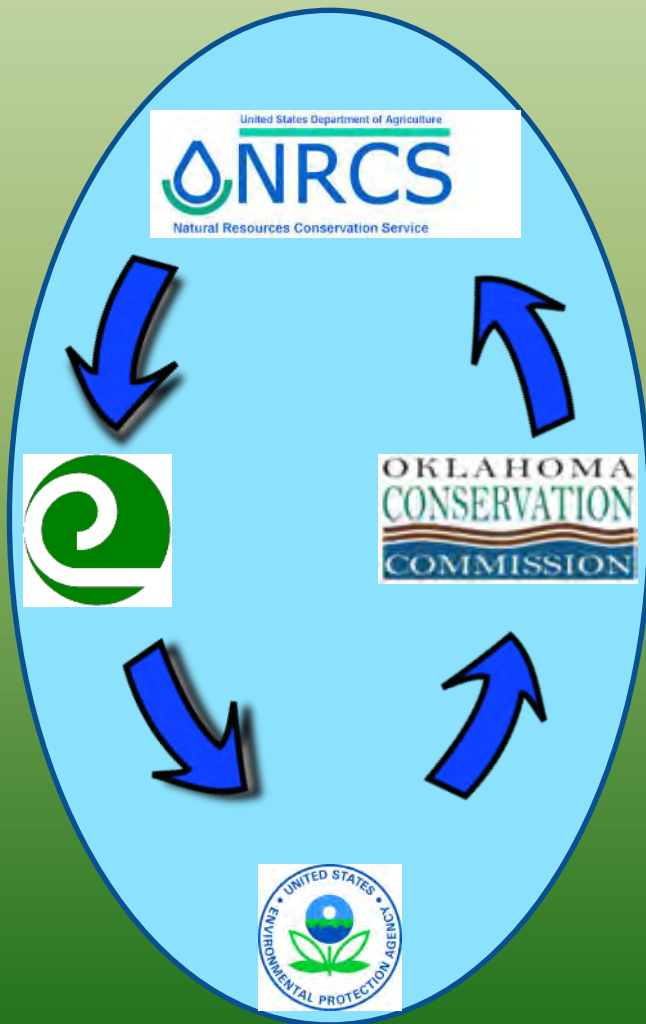 United States Department of Agriculture
NRCS
Natural Resources Conservation Service
OKLAHOMA
CONSERVATION
COMMISSION
UNITED STATES
ENVIRONMENTAL PROTECTION AGENCY